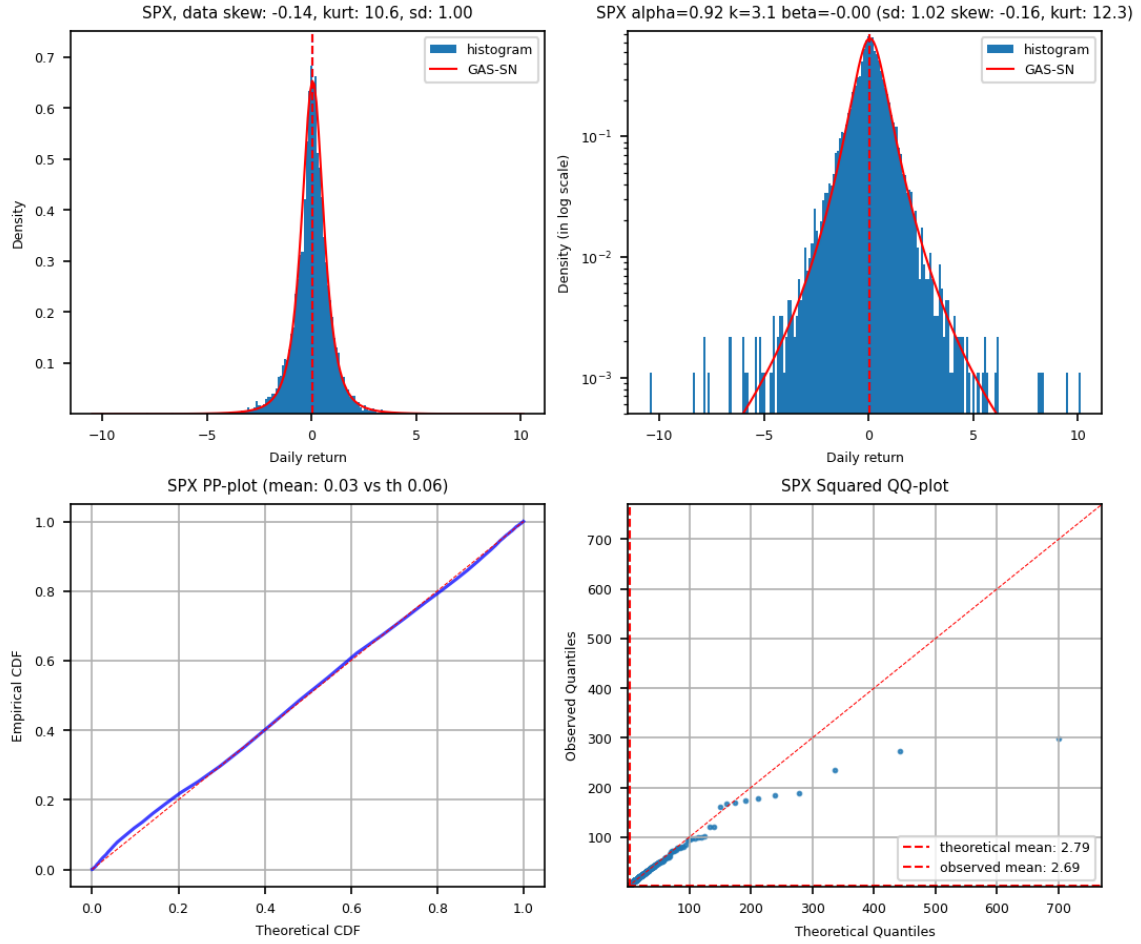 SPX, data skew: -0.14, kurt: 10.6, sd: 1.00
0.7
0.6
0.5
0.4
0.3
0.2
0.1
Density
histogram
GAS-SN
−10
−5
0
5
10
Daily return
SPX alpha=0.92 k=3.1 beta=-0.00 (sd: 1.02 skew: -0.16, kurt: 12.3)
10⁻¹
10⁻²
10⁻³
Density (in log scale)
histogram
GAS-SN
−10
−5
0
5
10
Daily return
SPX PP-plot (mean: 0.03 vs th 0.06)
1.0
0.8
0.6
0.4
0.2
0.0
Empirical CDF
0.0
0.2
0.4
0.6
0.8
1.0
Theoretical CDF
SPX Squared QQ-plot
700
600
500
400
300
200
100
Observed Quantiles
theoretical mean: 2.79
observed mean: 2.69
100
200
300
400
500
600
700
Theoretical Quantiles